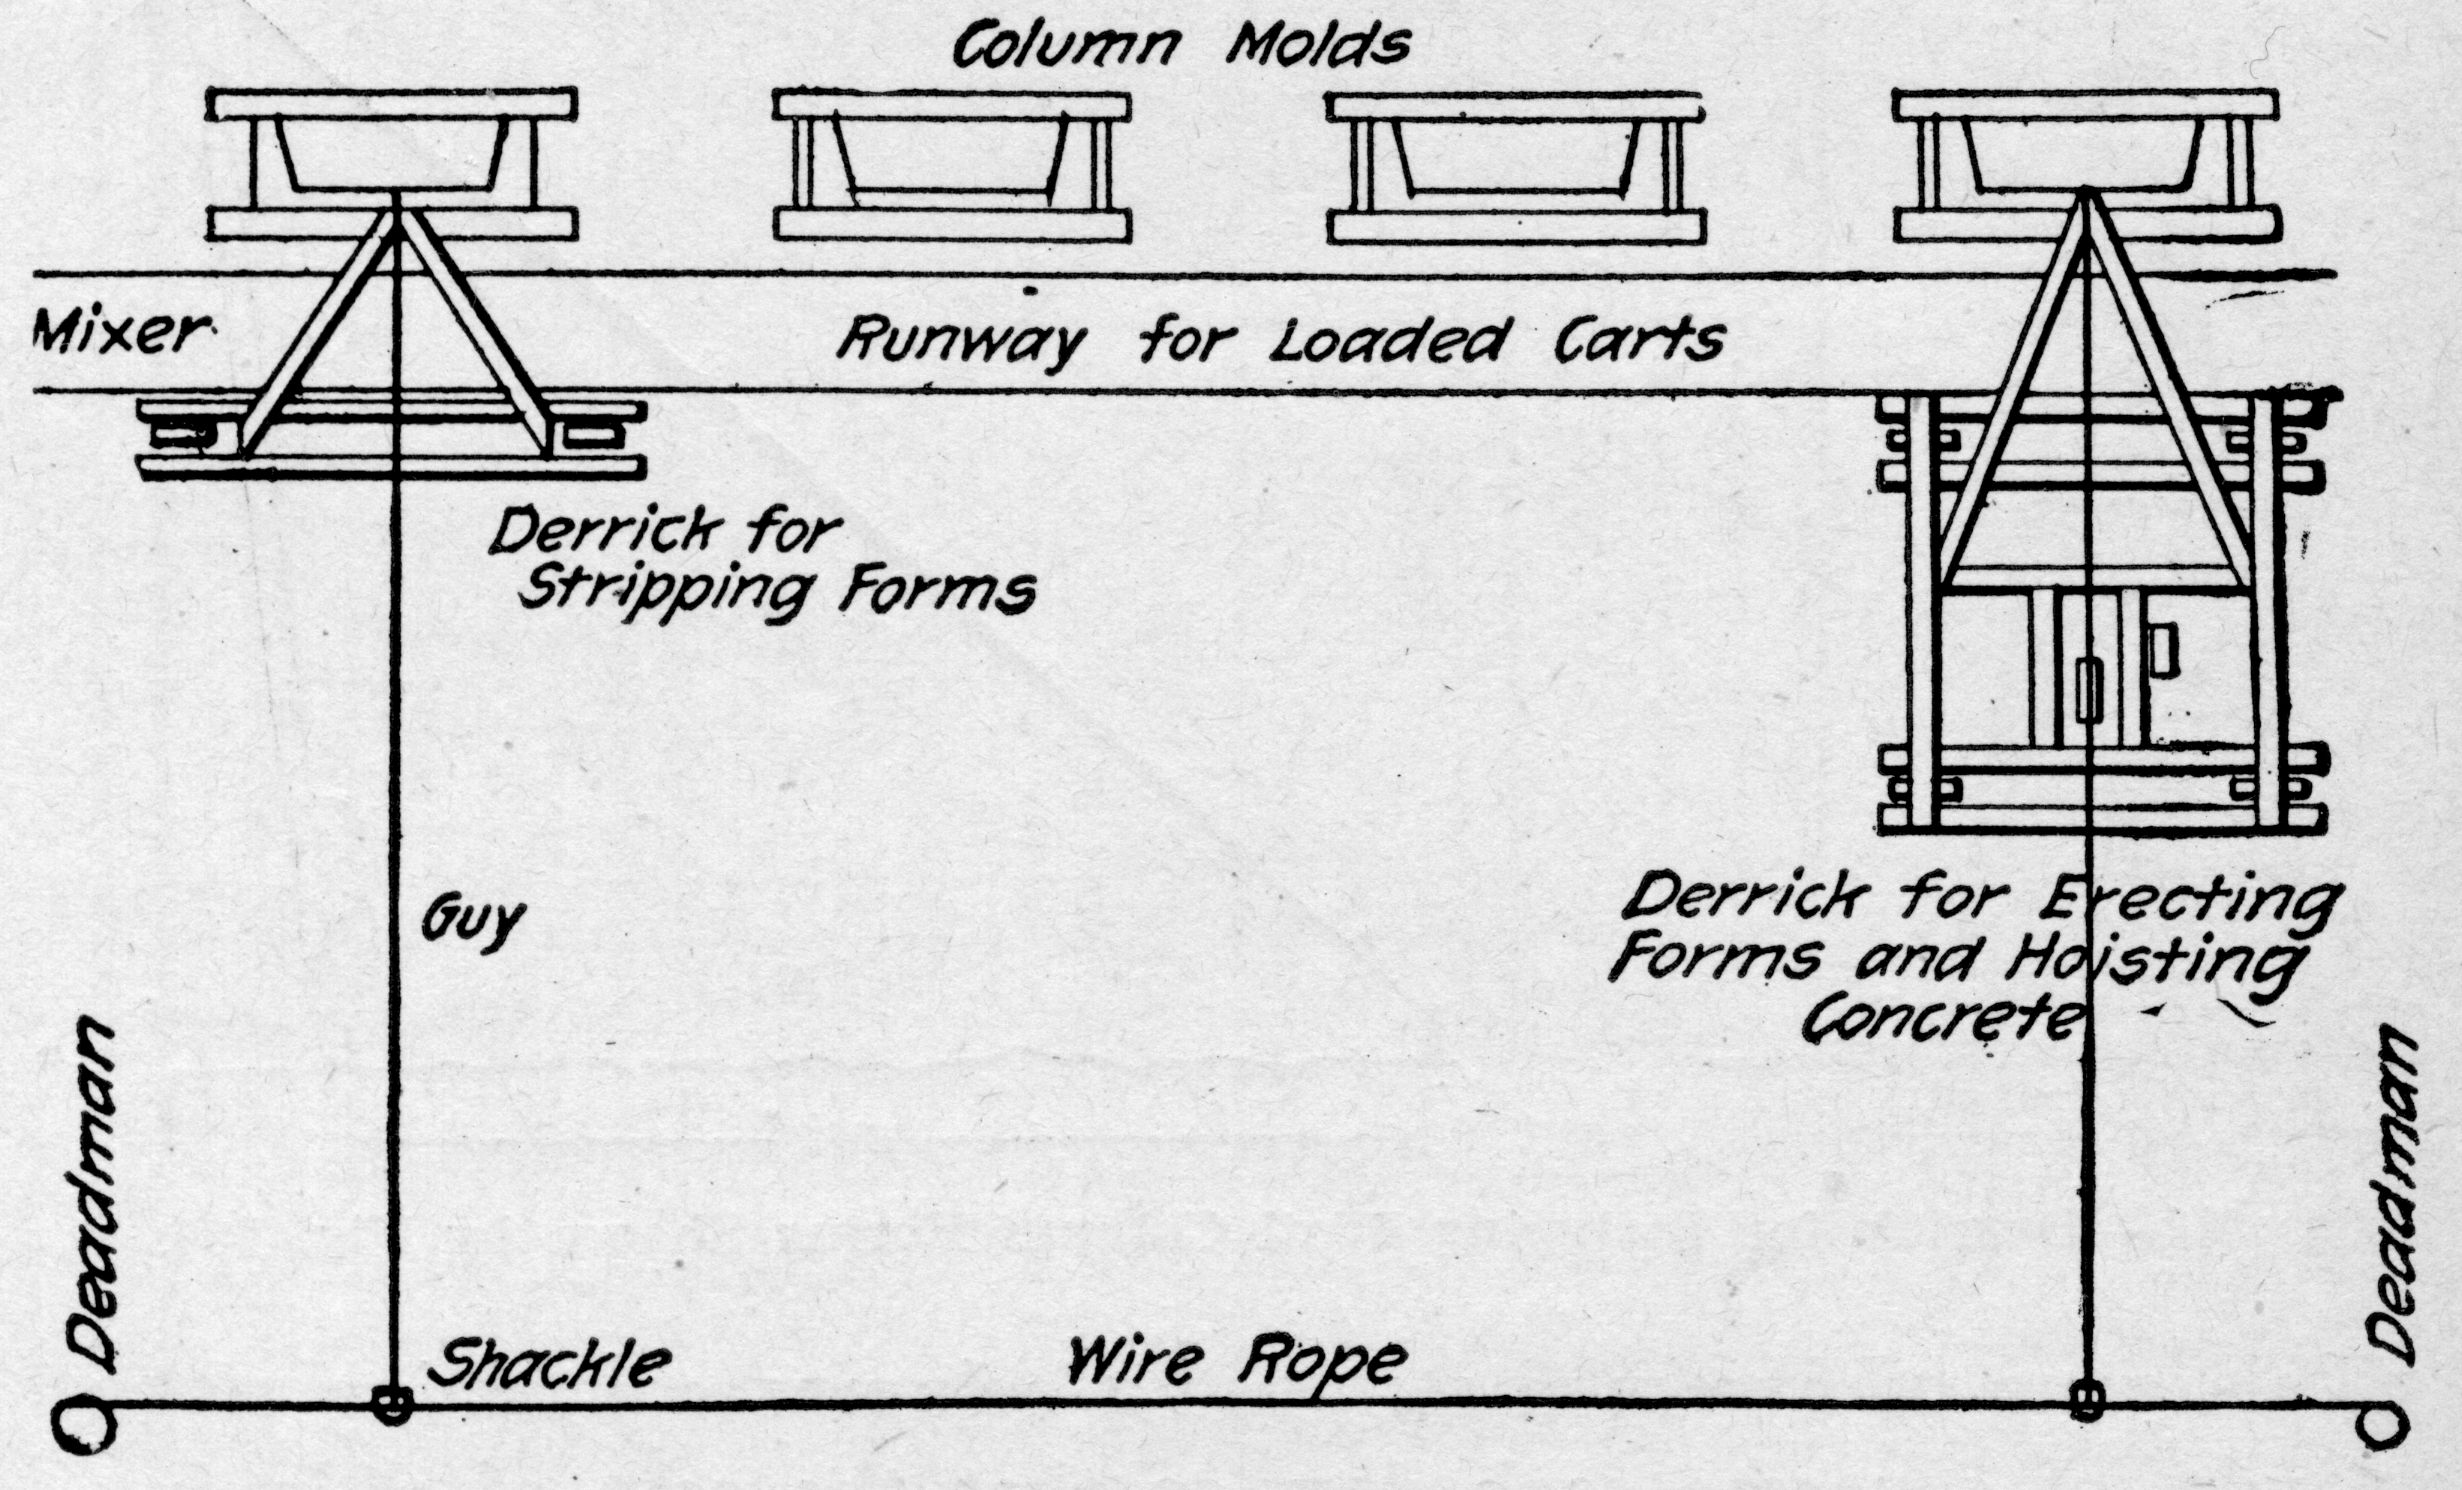 Column Molds
Mixer
Runway for Loaded Carts
Derrick for
Stripping Forms
Guy
Derrick for Erecting
Forms and Hoisting
Concrete
Deadman
Deadman
Shackle
Wire Rope